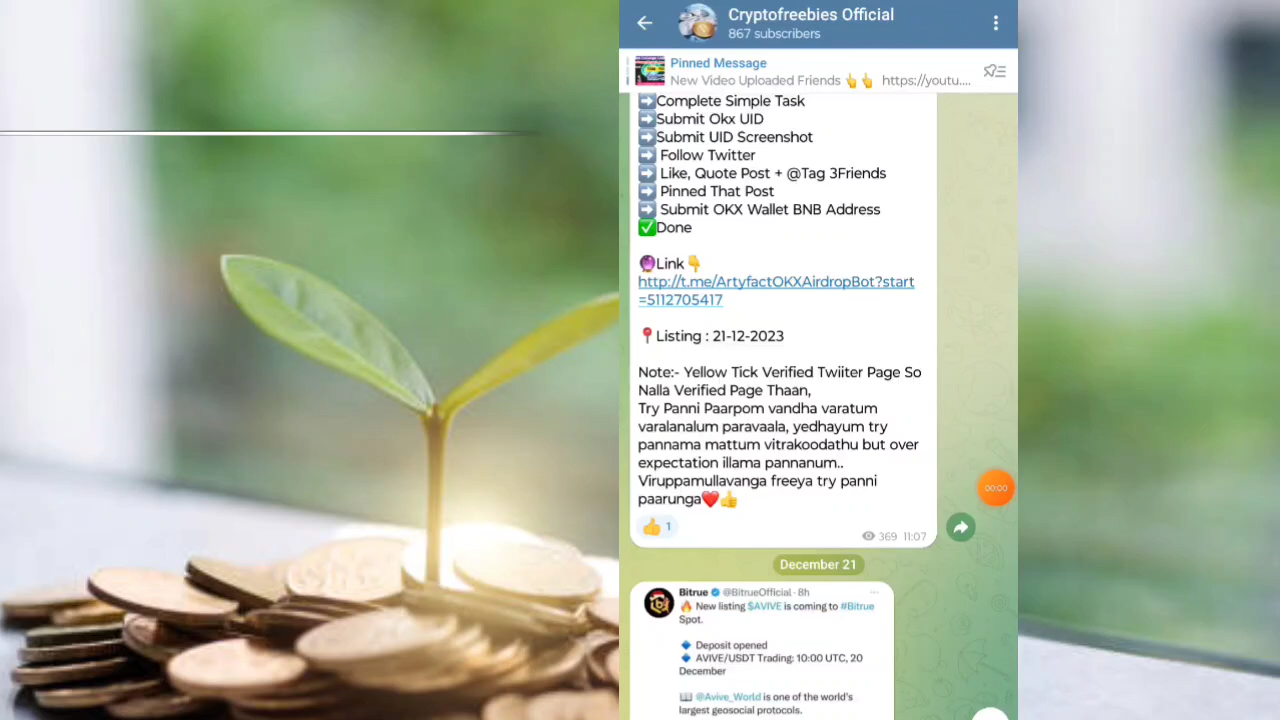 Cryptofreebies Official
867 subscribers
Pinned Message
New Video Uploaded Friends 👆👆 https://youtu....
➡️Complete Simple Task
➡️Submit Okx UID
➡️Submit UID Screenshot
➡️ Follow Twitter
➡️ Like, Quote Post + @Tag 3Friends
➡️ Pinned That Post
➡️ Submit OKX Wallet BNB Address
✅Done
🔮Link👇
http://t.me/ArtyfactOKXAirdropBot?start
=5112705417
📍Listing : 21-12-2023
Note:- Yellow Tick Verified Twiiter Page So
Nalla Verified Page Thaan,
Try Panni Paarpom vandha varatum
varalanalum paravaala, yedhayum try
pannama mattum vitrakoodathu but over
expectation illama pannanum..
Viruppamullavanga freeya try panni
paarunga❤️👍
👍 1
369 11:07
00:00
December 21
Bitrue @BitrueOfficial · 8h
🔥 New listing $AVIVE is coming to #Bitrue
Spot.
🔹 Deposit opened
🔹 AVIVE/USDT Trading: 10:00 UTC, 20
December
📖 @Avive_World is one of the world's
largest geosocial protocols.